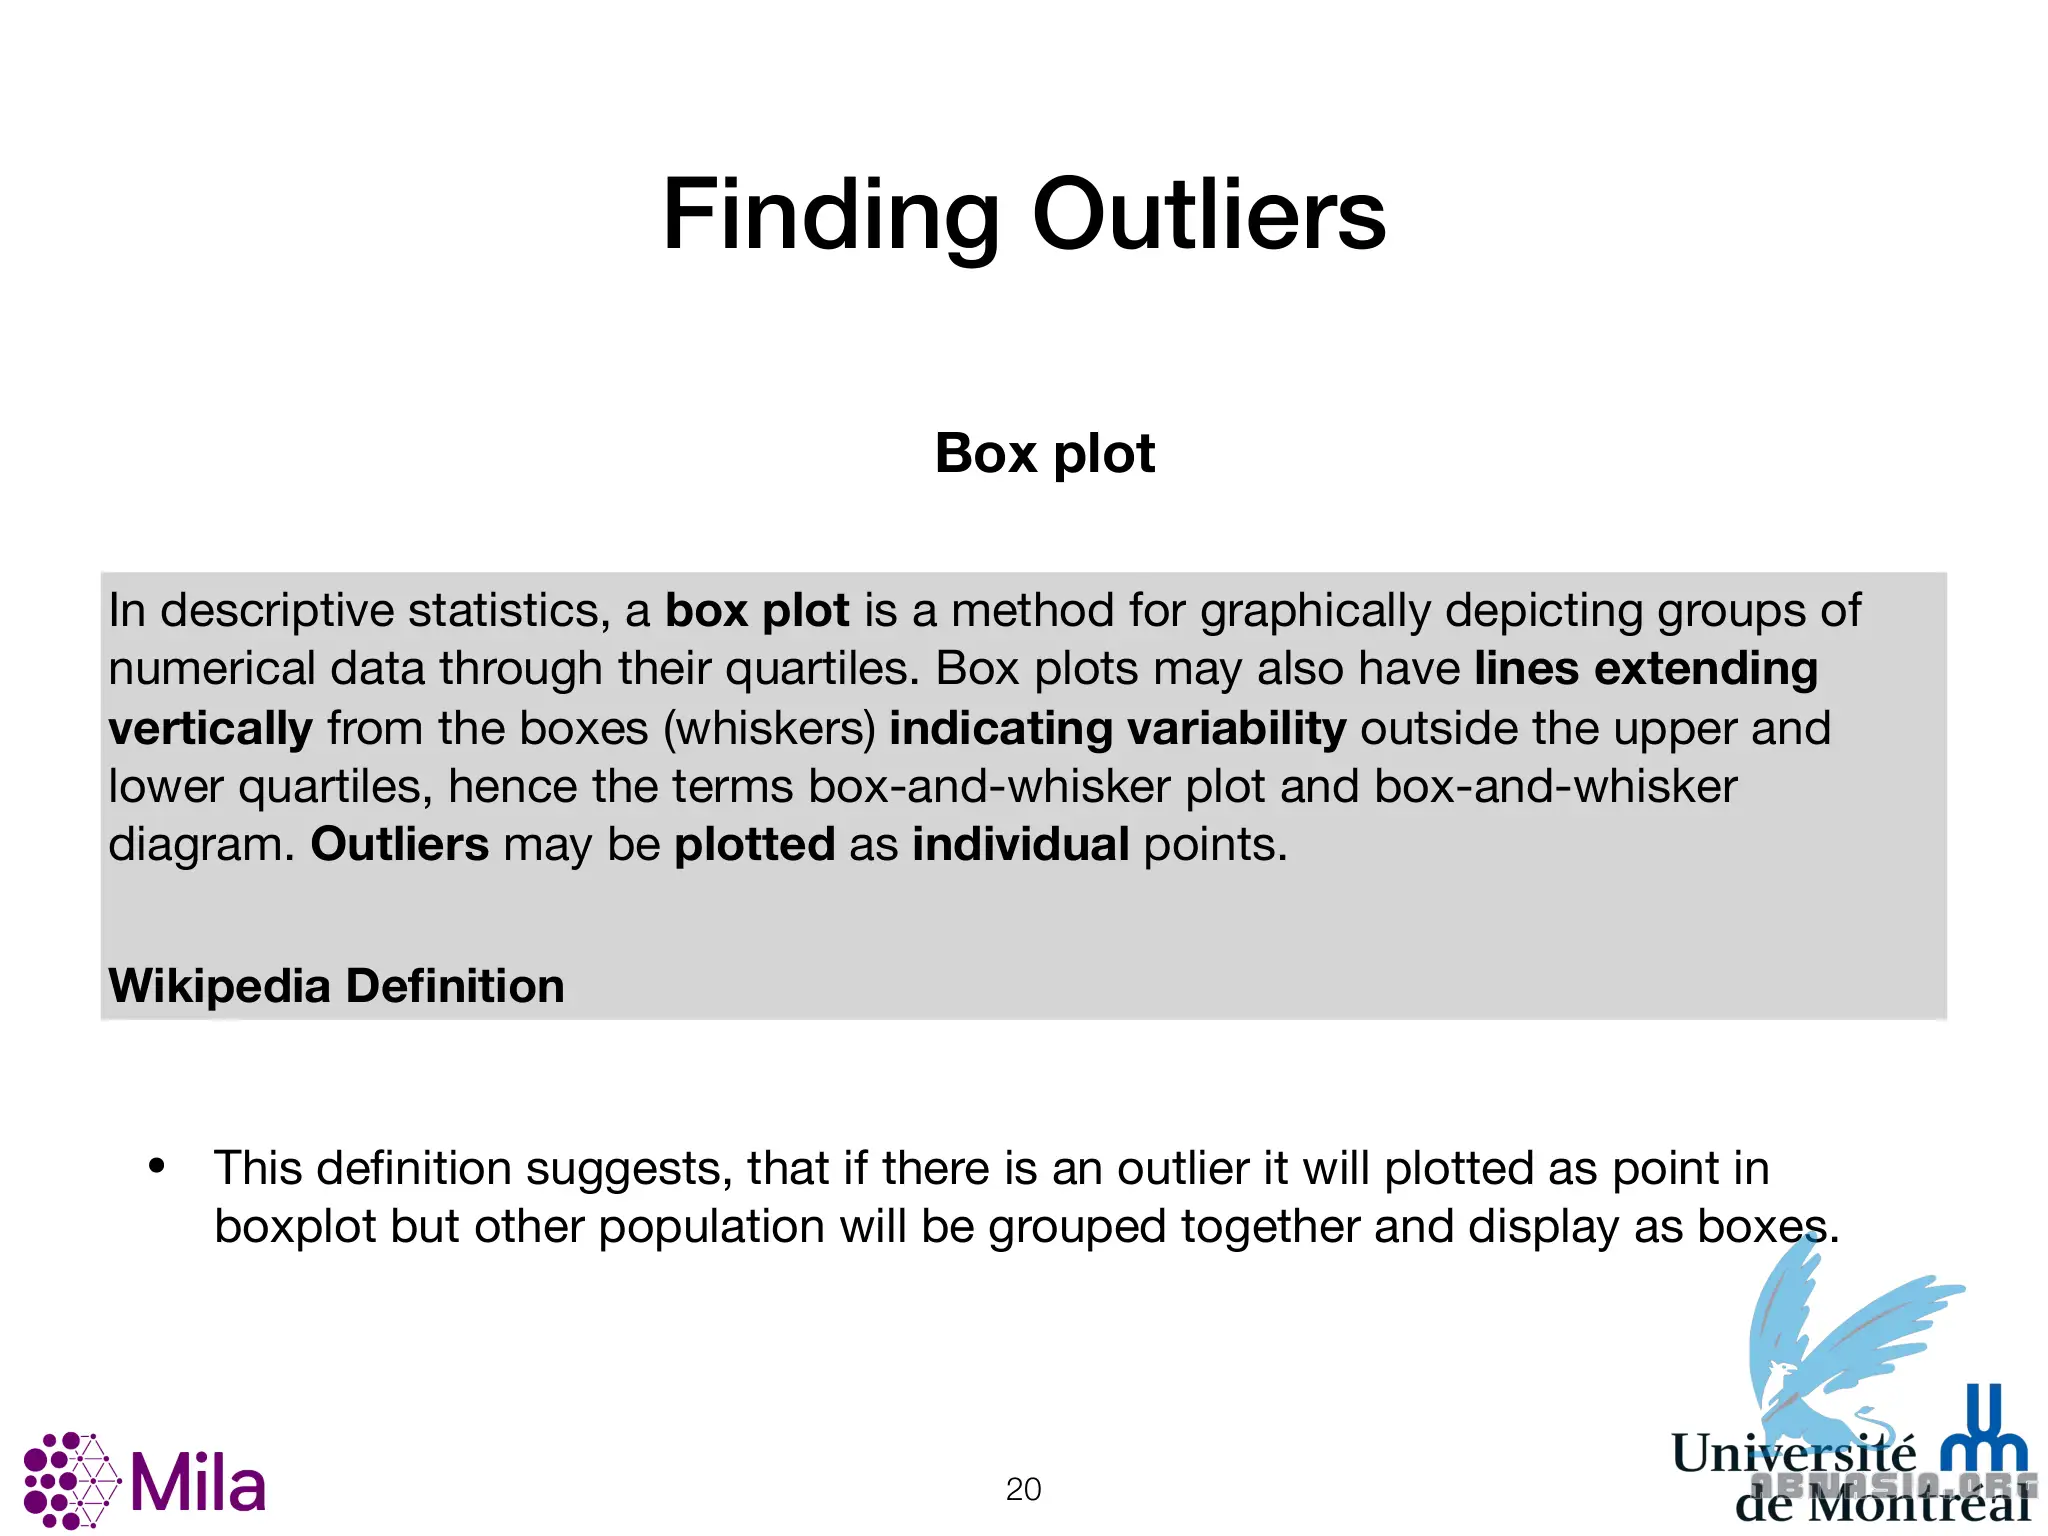 Finding Outliers
Box plot
In descriptive statistics, a box plot is a method for graphically depicting groups of
numerical data through their quartiles. Box plots may also have lines extending
vertically from the boxes (whiskers) indicating variability outside the upper and
lower quartiles, hence the terms box-and-whisker plot and box-and-whisker
diagram. Outliers may be plotted as individual points.
Wikipedia Definition
• This definition suggests, that if there is an outlier it will plotted as point in
boxplot but other population will be grouped together and display as boxes.
Mila
20
Université
de Montréal
ABNASIA.ORG